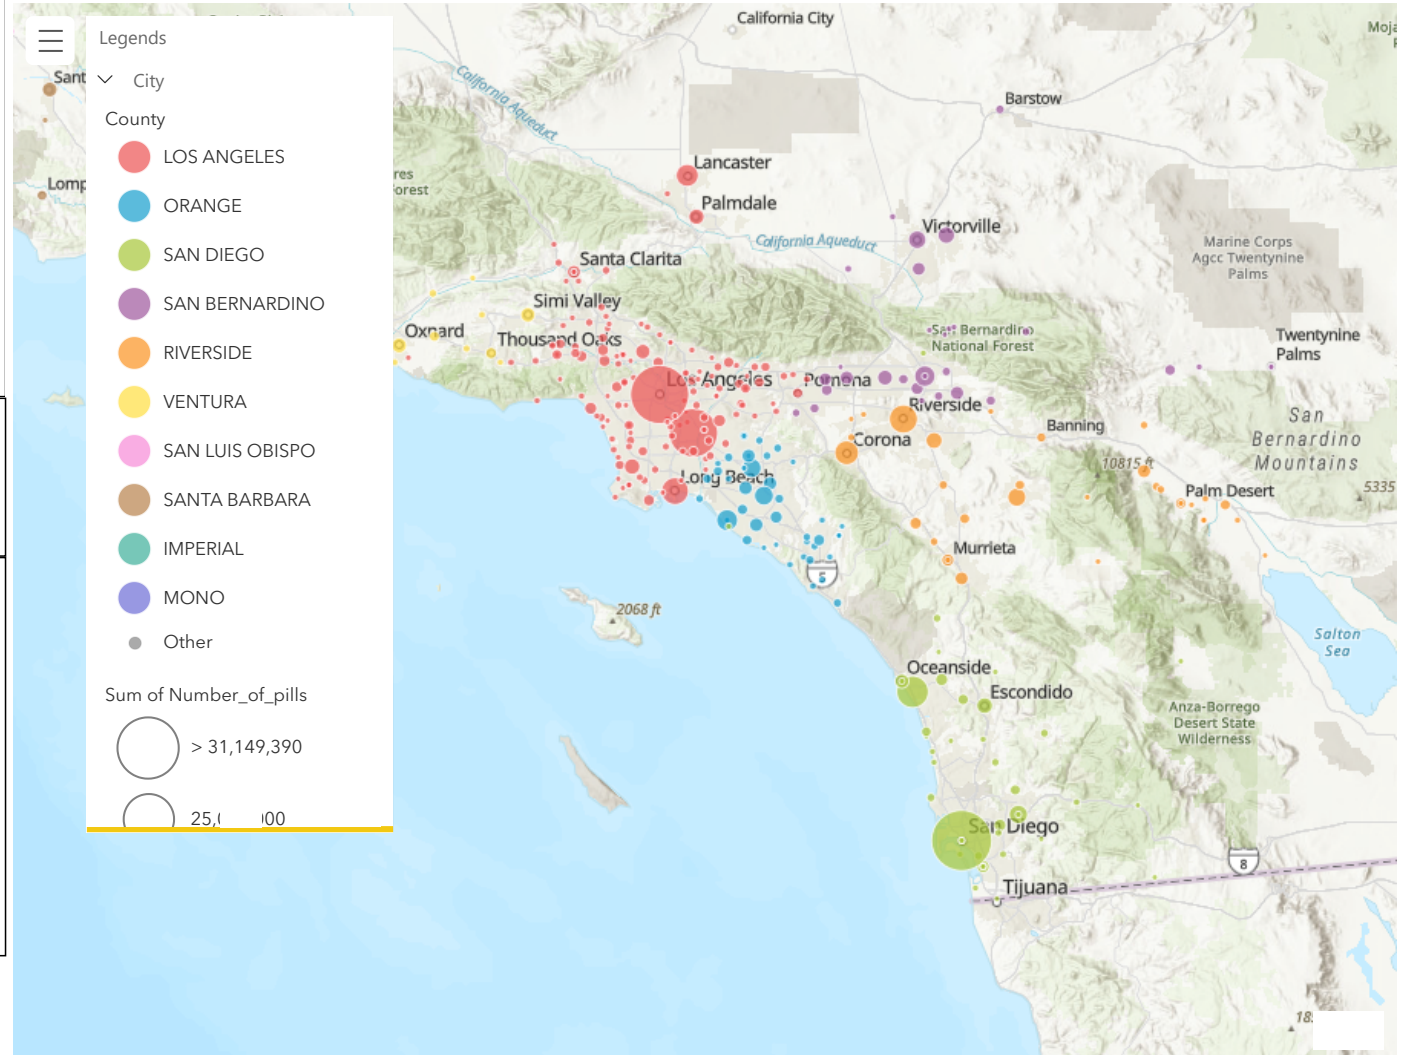 Legends
City
County
LOS ANGELES
ORANGE
SAN DIEGO
SAN BERNARDINO
RIVERSIDE
VENTURA
SAN LUIS OBISPO
SANTA BARBARA
IMPERIAL
MONO
Other
Sum of Number_of_pills
> 31,149,390
California City
Sant
Lomp
California Aqueduct
Barstow
Lancaster
Palmdale
Victorville
California Aqueduct
Marine Corps
Agcc Twentynine
Palms
Santa Clarita
Simi Valley
Oxnard
Thousand Oaks
San Bernardino
National Forest
Twentynine
Palms
Los Angeles
Pomona
Riverside
Corona
Banning
San
Bernardino
Mountains
10815 ft
Long Beach
Palm Desert
5335
Murrieta
5
2068 ft
Salton
Sea
Oceanside
Escondido
Anza-Borrego
Desert State
Wilderness
San Diego
8
Tijuana